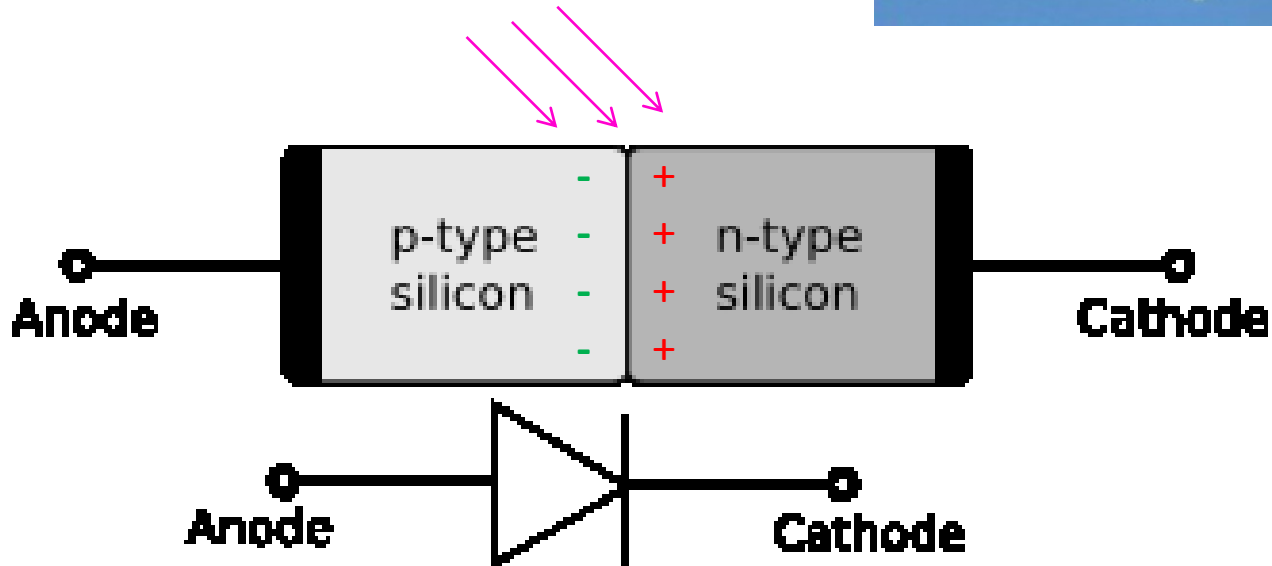 - +
p-type - + n-type
silicon - + silicon
- +
Anode
Cathode
Anode
Cathode